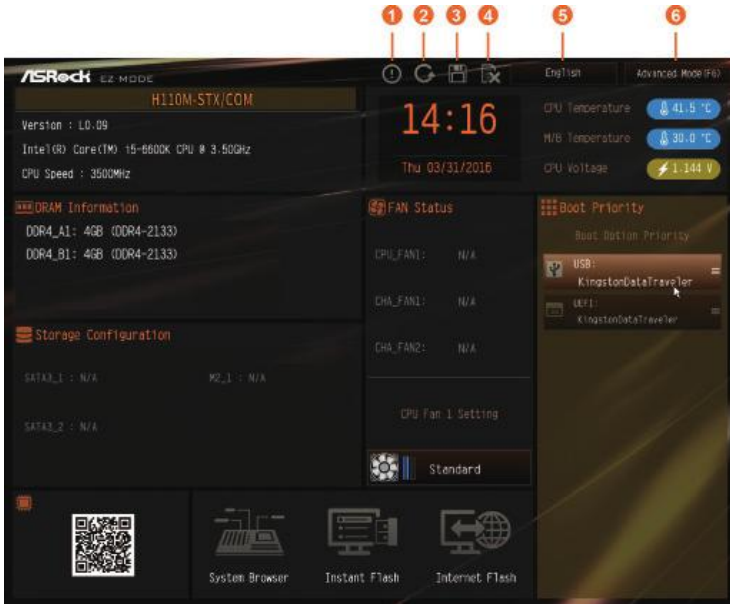 1 2 3 4 5 6
ASRock EZ MODE
English
Advanced Mode(F6)
H110M-STX/COM
Version : L0.09
Intel(R) Core(TM) i5-6600K CPU @ 3.50GHz
CPU Speed : 3500MHz
14:16
Thu 03/31/2016
CPU Temperature 41.5 °C
M/B Temperature 30.0 °C
CPU Voltage 1.144 V
DRAM Information
DDR4_A1: 4GB (DDR4-2133)
DDR4_B1: 4GB (DDR4-2133)
Storage Configuration
SATA3_1 : N/A M2_1 : N/A
SATA3_2 : N/A
FAN Status
CPU_FAN1: N/A
CHA_FAN1: N/A
CHA_FAN2: N/A
CPU Fan 1 Setting
Standard
Boot Priority
Boot Option Priority
USB:
KingstonDataTraveler
UEFI:
KingstonDataTraveler
System Browser
Instant Flash
Internet Flash